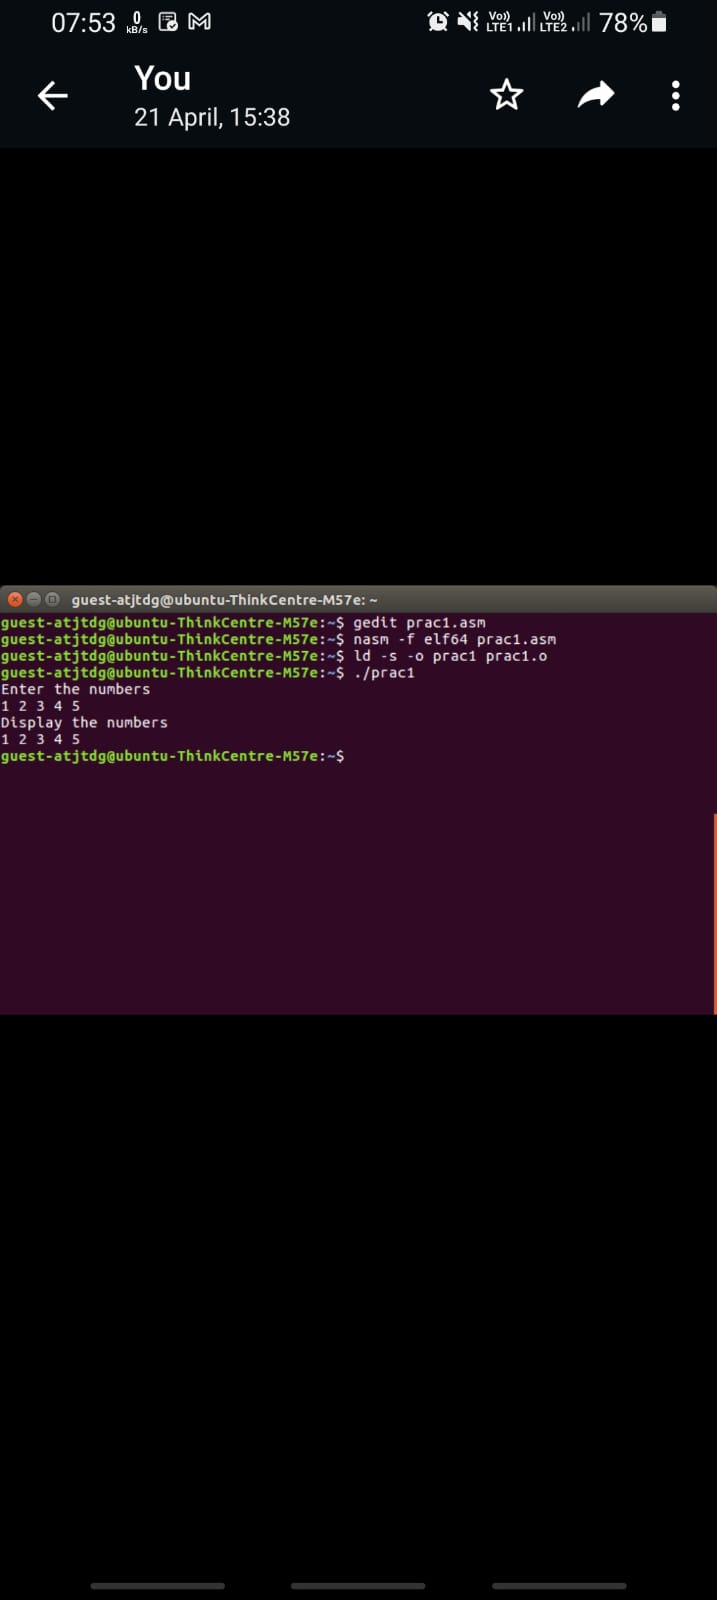 07:53 0 kB/s Vo)) LTE1 Vo)) LTE2 78%
You
21 April, 15:38
guest-atjtdg@ubuntu-ThinkCentre-M57e: ~
guest-atjtdg@ubuntu-ThinkCentre-M57e:~$ gedit prac1.asm
guest-atjtdg@ubuntu-ThinkCentre-M57e:~$ nasm -f elf64 prac1.asm
guest-atjtdg@ubuntu-ThinkCentre-M57e:~$ ld -s -o prac1 prac1.o
guest-atjtdg@ubuntu-ThinkCentre-M57e:~$ ./prac1
Enter the numbers
1 2 3 4 5
Display the numbers
1 2 3 4 5
guest-atjtdg@ubuntu-ThinkCentre-M57e:~$